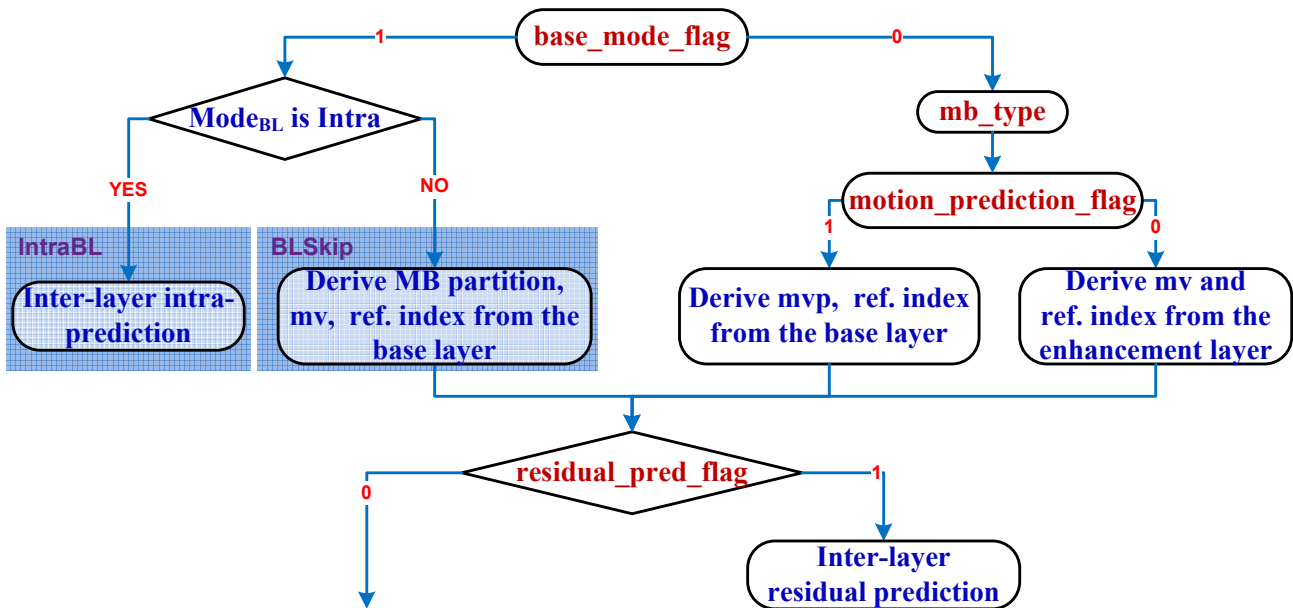 base_mode_flag
1
0
Mode_BL is Intra
mb_type
YES
NO
motion_prediction_flag
1
0
IntraBL
BLSkip
Inter-layer intra-
prediction
Derive MB partition,
mv, ref. index from the
base layer
Derive mvp, ref. index
from the base layer
Derive mv and
ref. index from the
enhancement layer
residual_pred_flag
0
1
Inter-layer
residual prediction